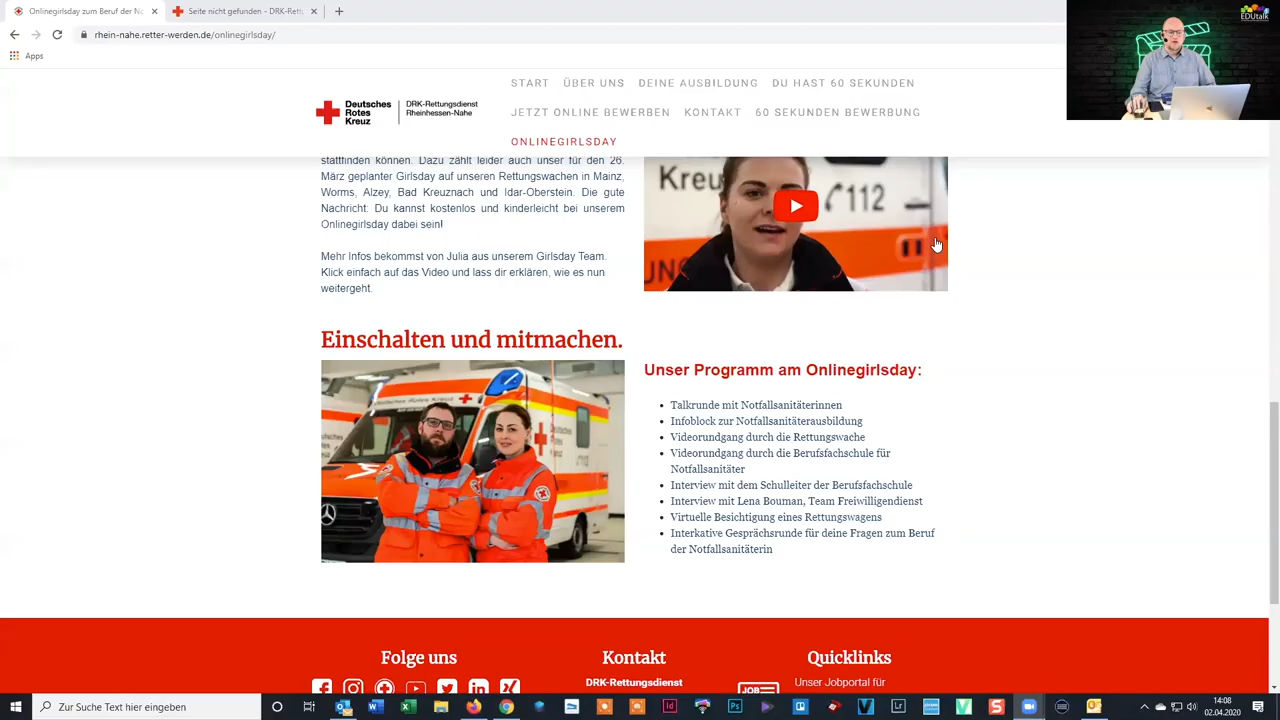 Onlinegirlsday zum Beruf der No
Seite nicht gefunden - DRK-Rett
rhein-nahe.retter-werden.de/onlinegirlsday/
Apps
EDUtalk
Deutsches
Rotes
Kreuz
DRK-Rettungsdienst
Rheinhessen-Nahe
START ÜBER UNS DEINE AUSBILDUNG DU HAST 60 SEKUNDEN
JETZT ONLINE BEWERBEN KONTAKT 60 SEKUNDEN BEWERBUNG
ONLINEGIRLSDAY
stattfinden können. Dazu zählt leider auch unser für den 26.
März geplanter Girlsday auf unseren Rettungswachen in Mainz,
Worms, Alzey, Bad Kreuznach und Idar-Oberstein. Die gute
Nachricht: Du kannst kostenlos und kinderleicht bei unserem
Onlinegirlsday dabei sein!
Mehr Infos bekommst von Julia aus unserem Girlsday Team.
Klick einfach auf das Video und lass dir erklären, wie es nun
weitergeht.
Kreu
112
Einschalten und mitmachen.
Unser Programm am Onlinegirlsday:
Talkrunde mit Notfallsanitäterinnen
Infoblock zur Notfallsanitäterausbildung
Videorundgang durch die Rettungswache
Videorundgang durch die Berufsfachschule für
Notfallsanitäter
Interview mit dem Schulleiter der Berufsfachschule
Interview mit Lena Bouman, Team Freiwilligendienst
Virtuelle Besichtigung eines Rettungswagens
Interkative Gesprächsrunde für deine Fragen zum Beruf
der Notfallsanitäterin
Folge uns
Kontakt
Quicklinks
DRK-Rettungsdienst
JOB
Unser Jobportal für
Zur Suche Text hier eingeben
14:08
02.04.2020